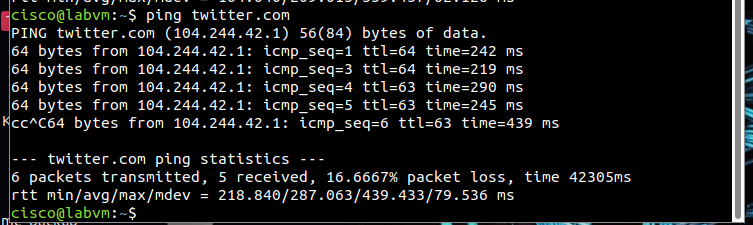 cisco@labvm:~$ ping twitter.com
PING twitter.com (104.244.42.1) 56(84) bytes of data.
64 bytes from 104.244.42.1: icmp_seq=1 ttl=64 time=242 ms
64 bytes from 104.244.42.1: icmp_seq=3 ttl=64 time=219 ms
64 bytes from 104.244.42.1: icmp_seq=4 ttl=63 time=290 ms
64 bytes from 104.244.42.1: icmp_seq=5 ttl=63 time=245 ms
cc^C64 bytes from 104.244.42.1: icmp_seq=6 ttl=63 time=439 ms

--- twitter.com ping statistics ---
6 packets transmitted, 5 received, 16.6667% packet loss, time 42305ms
rtt min/avg/max/mdev = 218.840/287.063/439.433/79.536 ms
cisco@labvm:~$